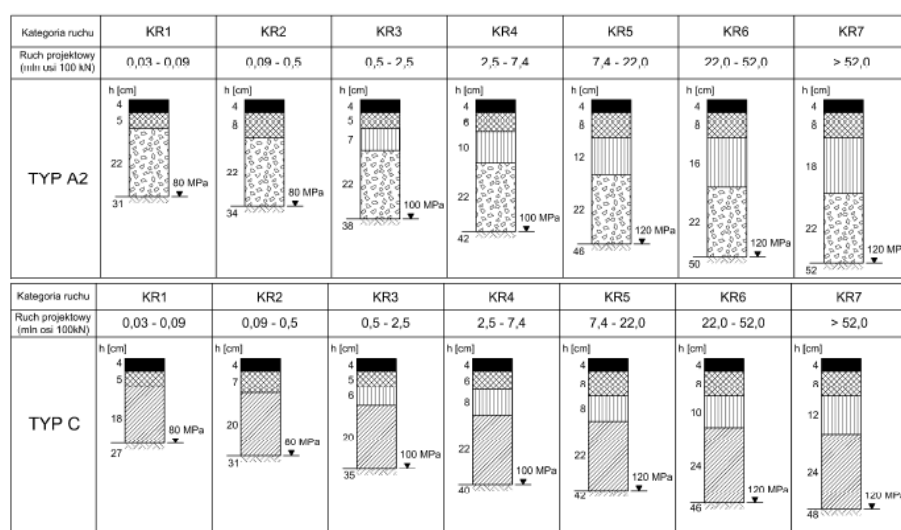 Kategoria ruchu KR1 KR2 KR3 KR4 KR5 KR6 KR7
Ruch projektowy (mln osi 100 kN) 0,03 - 0,09 0,09 - 0,5 0,5 - 2,5 2,5 - 7,4 7,4 - 22,0 22,0 - 52,0 > 52,0
TYP A2
h [cm] 4 5 22 31 80 MPa
h [cm] 4 8 22 34 80 MPa
h [cm] 4 5 7 22 38 100 MPa
h [cm] 4 6 10 22 42 100 MPa
h [cm] 4 8 12 22 46 120 MPa
h [cm] 4 8 16 22 50 120 MPa
h [cm] 4 8 18 22 52 120 MPa
Kategoria ruchu KR1 KR2 KR3 KR4 KR5 KR6 KR7
Ruch projektowy (mln osi 100kN) 0,03 - 0,09 0,09 - 0,5 0,5 - 2,5 2,5 - 7,4 7,4 - 22,0 22,0 - 52,0 > 52,0
TYP C
h [cm] 4 5 18 27 80 MPa
h [cm] 4 7 20 31 80 MPa
h [cm] 4 5 6 20 35 100 MPa
h [cm] 4 6 8 22 40 100 MPa
h [cm] 4 8 8 22 42 120 MPa
h [cm] 4 8 10 24 46 120 MPa
h [cm] 4 8 12 24 48 120 MPa